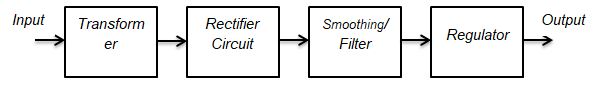 Input
Transform
er
Rectifier
Circuit
Smoothing/
Filter
Regulator
Output